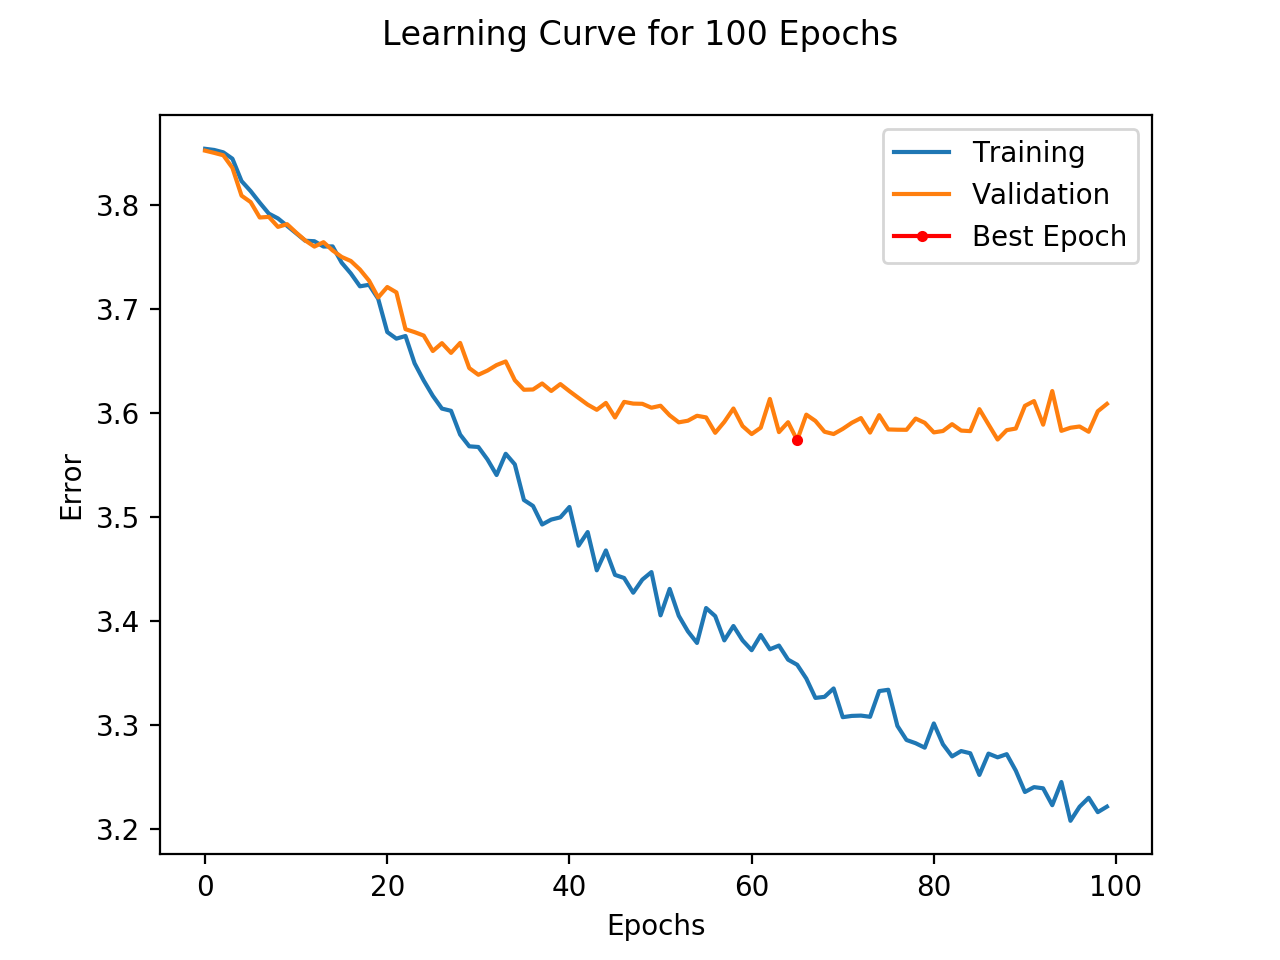 Learning Curve for 100 Epochs
Training
Validation
Best Epoch
3.8
3.7
3.6
3.5
3.4
3.3
3.2
Error
0 20 40 60 80 100
Epochs